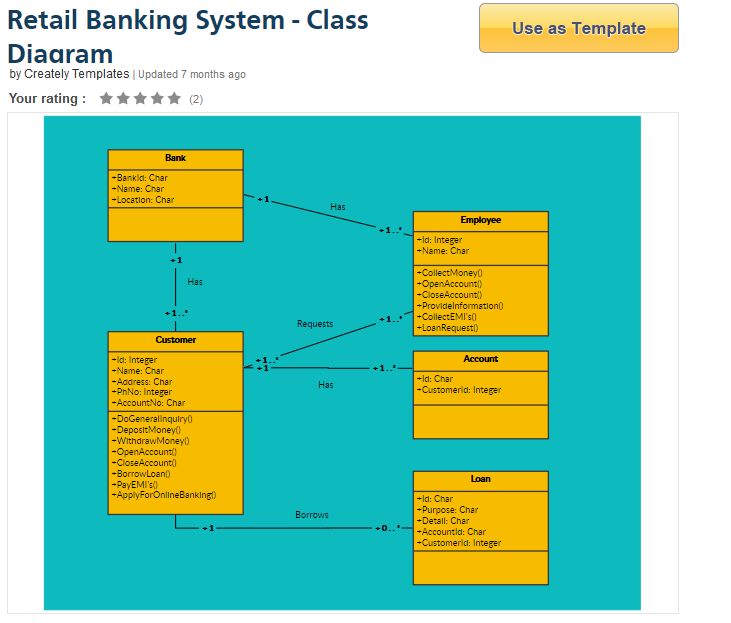 Retail Banking System - Class
Diagram
Use as Template
by Creately Templates | Updated 7 months ago
Your rating : (2)
Bank
+BankId: Char
+Name: Char
+Location: Char
+1
Has
+1..*
Employee
+Id: Integer
+Name: Char
+CollectMoney()
+OpenAccount()
+CloseAccount()
+ProvideInformation()
+CollectEMI's()
+LoanRequest()
+1
Has
+1..*
Customer
+Id: Integer
+Name: Char
+Address: Char
+PhNo: Integer
+AccountNo: Char
+DoGeneralInquiry()
+DepositMoney()
+WithdrawMoney()
+OpenAccount()
+CloseAccount()
+BorrowLoan()
+PayEMI's()
+ApplyForOnlineBanking()
+1..*
Requests
+1..*
+1
Has
+1..*
Account
+Id: Char
+CustomerId: Integer
Loan
+Id: Char
+Purpose: Char
+Detail: Char
+AccountId: Char
+CustomerId: Integer
+1
Borrows
+0..*